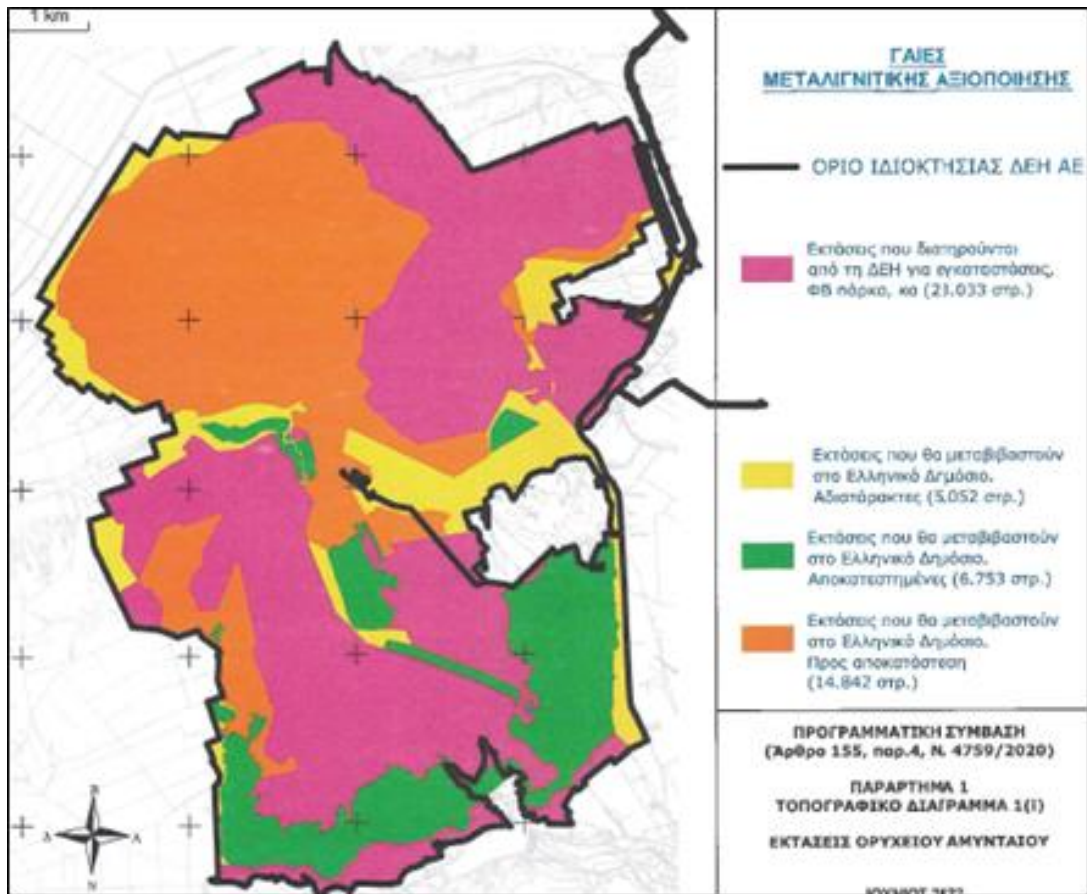 1 km
ΓΑΙΕΣ
ΜΕΤΑΛΙΓΝΙΤΙΚΗΣ ΑΞΙΟΠΟΙΗΣΗΣ
ΟΡΙΟ ΙΔΙΟΚΤΗΣΙΑΣ ΔΕΗ ΑΕ
Εκτάσεις που διατηρούνται
από τη ΔΕΗ για εγκαταστάσεις,
ΦΒ πάρκα, κα (21.033 στρ.)
Εκτάσεις που θα μεταβιβαστούν
στο Ελληνικό Δημόσιο.
Αδιατάρακτες (5.052 στρ.)
Εκτάσεις που θα μεταβιβαστούν
στο Ελληνικό Δημόσιο.
Αποκατεστημένες (6.753 στρ.)
Εκτάσεις που θα μεταβιβαστούν
στο Ελληνικό Δημόσιο.
Προς αποκατάσταση
(14.842 στρ.)
ΠΡΟΓΡΑΜΜΑΤΙΚΗ ΣΥΜΒΑΣΗ
(Άρθρο 155, παρ.4, Ν. 4759/2020)
ΠΑΡΑΡΤΗΜΑ 1
ΤΟΠΟΓΡΑΦΙΚΟ ΔΙΑΓΡΑΜΜΑ 1(i)
ΕΚΤΑΣΕΙΣ ΟΡΥΧΕΙΟΥ ΑΜΥΝΤΑΙΟΥ
Β
Δ Α
Ν